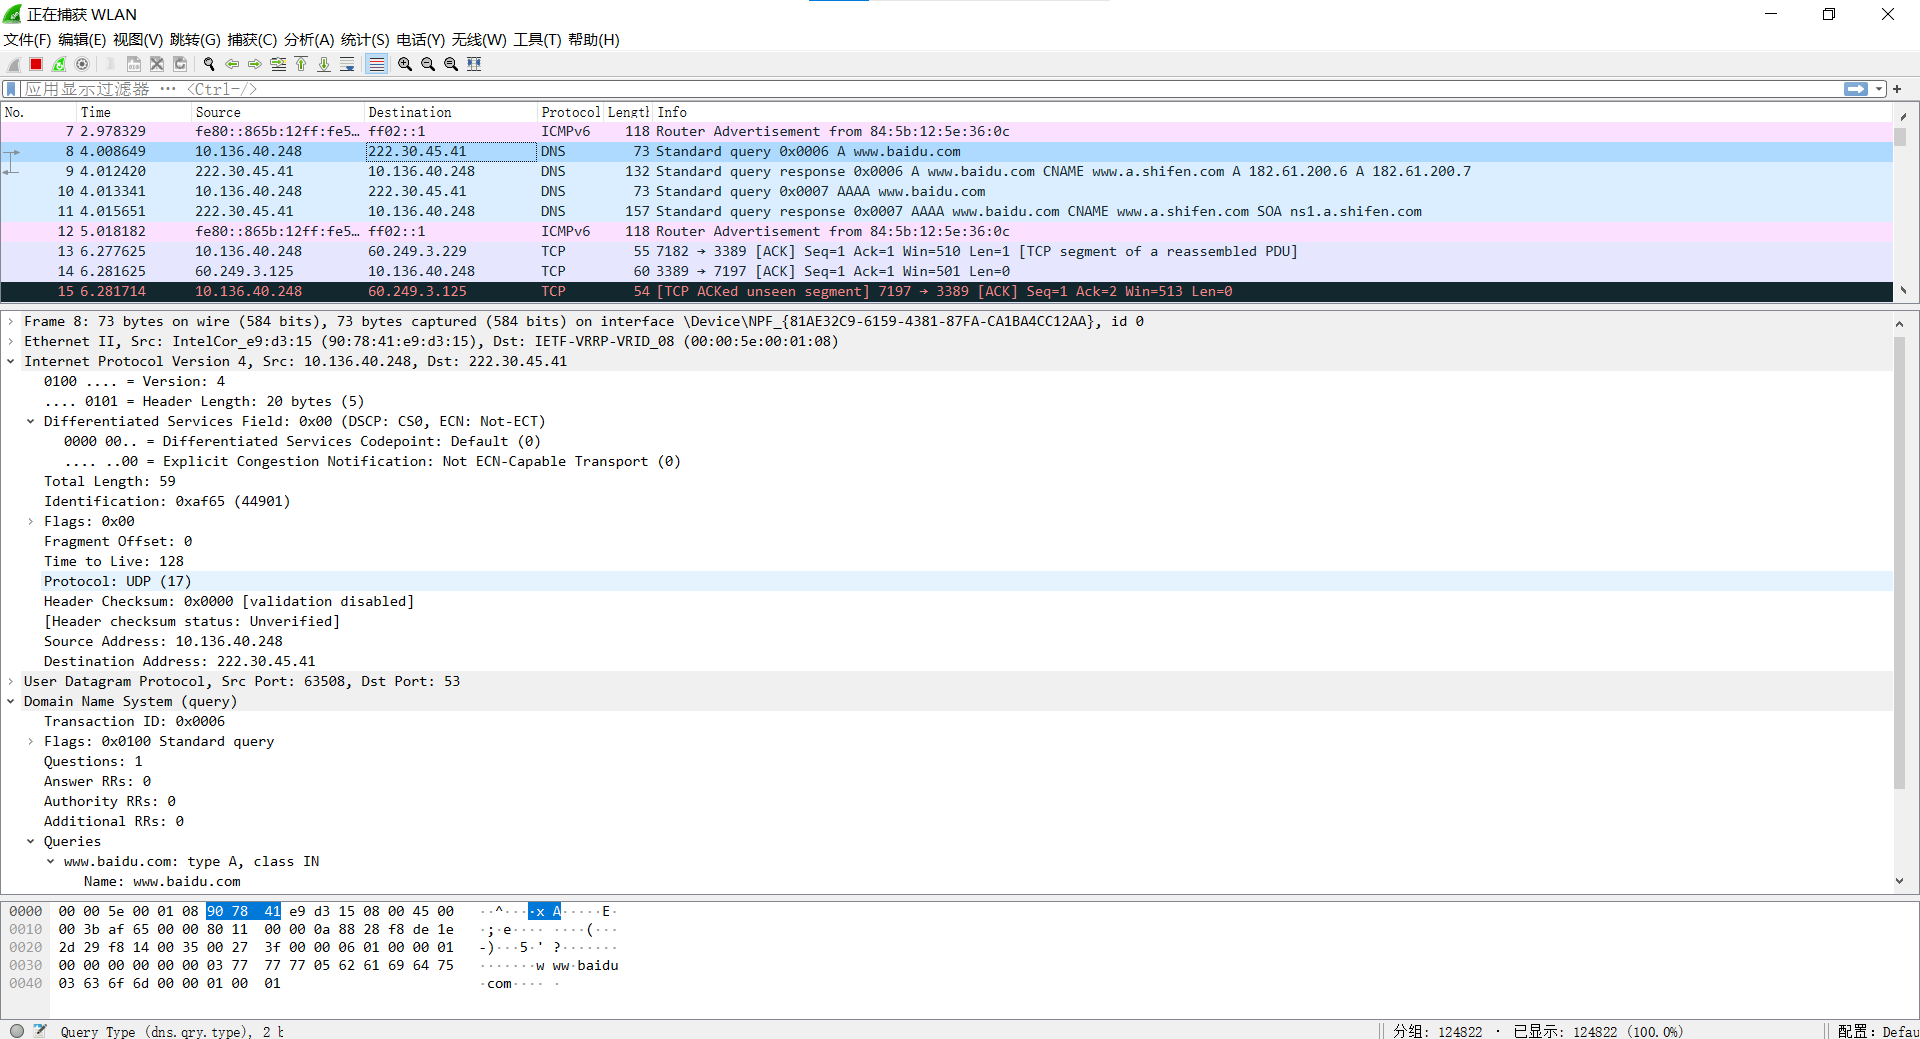 正在捕获 WLAN
文件(F) 编辑(E) 视图(V) 跳转(G) 捕获(C) 分析(A) 统计(S) 电话(Y) 无线(W) 工具(T) 帮助(H)
应用显示过滤器 … <Ctrl-/>
No. Time Source Destination Protocol Length Info
7 2.978329 fe80::865b:12ff:fe5… ff02::1 ICMPv6 118 Router Advertisement from 84:5b:12:5e:36:0c
8 4.008649 10.136.40.248 222.30.45.41 DNS 73 Standard query 0x0006 A www.baidu.com
9 4.012420 222.30.45.41 10.136.40.248 DNS 132 Standard query response 0x0006 A www.baidu.com CNAME www.a.shifen.com A 182.61.200.6 A 182.61.200.7
10 4.013341 10.136.40.248 222.30.45.41 DNS 73 Standard query 0x0007 AAAA www.baidu.com
11 4.015651 222.30.45.41 10.136.40.248 DNS 157 Standard query response 0x0007 AAAA www.baidu.com CNAME www.a.shifen.com SOA ns1.a.shifen.com
12 5.018182 fe80::865b:12ff:fe5… ff02::1 ICMPv6 118 Router Advertisement from 84:5b:12:5e:36:0c
13 6.277625 10.136.40.248 60.249.3.229 TCP 55 7182 → 3389 [ACK] Seq=1 Ack=1 Win=510 Len=1 [TCP segment of a reassembled PDU]
14 6.281625 60.249.3.125 10.136.40.248 TCP 60 3389 → 7197 [ACK] Seq=1 Ack=1 Win=501 Len=0
15 6.281714 10.136.40.248 60.249.3.125 TCP 54 [TCP ACKed unseen segment] 7197 → 3389 [ACK] Seq=1 Ack=2 Win=513 Len=0
Frame 8: 73 bytes on wire (584 bits), 73 bytes captured (584 bits) on interface \Device\NPF_{81AE32C9-6159-4381-87FA-CA1BA4CC12AA}, id 0
Ethernet II, Src: IntelCor_e9:d3:15 (90:78:41:e9:d3:15), Dst: IETF-VRRP-VRID_08 (00:00:5e:00:01:08)
Internet Protocol Version 4, Src: 10.136.40.248, Dst: 222.30.45.41
0100 .... = Version: 4
.... 0101 = Header Length: 20 bytes (5)
Differentiated Services Field: 0x00 (DSCP: CS0, ECN: Not-ECT)
0000 00.. = Differentiated Services Codepoint: Default (0)
.... ..00 = Explicit Congestion Notification: Not ECN-Capable Transport (0)
Total Length: 59
Identification: 0xaf65 (44901)
Flags: 0x00
Fragment Offset: 0
Time to Live: 128
Protocol: UDP (17)
Header Checksum: 0x0000 [validation disabled]
[Header checksum status: Unverified]
Source Address: 10.136.40.248
Destination Address: 222.30.45.41
User Datagram Protocol, Src Port: 63508, Dst Port: 53
Domain Name System (query)
Transaction ID: 0x0006
Flags: 0x0100 Standard query
Questions: 1
Answer RRs: 0
Authority RRs: 0
Additional RRs: 0
Queries
www.baidu.com: type A, class IN
Name: www.baidu.com
0000 00 00 5e 00 01 08 90 78 41 e9 d3 15 08 00 45 00 ··^····x A·····E·
0010 00 3b af 65 00 00 80 11 00 00 0a 88 28 f8 de 1e ·;·e···· ····(···
0020 2d 29 f8 14 00 35 00 27 3f 00 00 06 01 00 00 01 -)···5·' ?·······
0030 00 00 00 00 00 00 03 77 77 77 05 62 61 69 64 75 ·······w ww·baidu
0040 03 63 6f 6d 00 00 01 00 01 ·com···· ·
Query Type (dns.qry.type), 2 b
分组: 124822 · 已显示: 124822 (100.0%)
配置: Defau